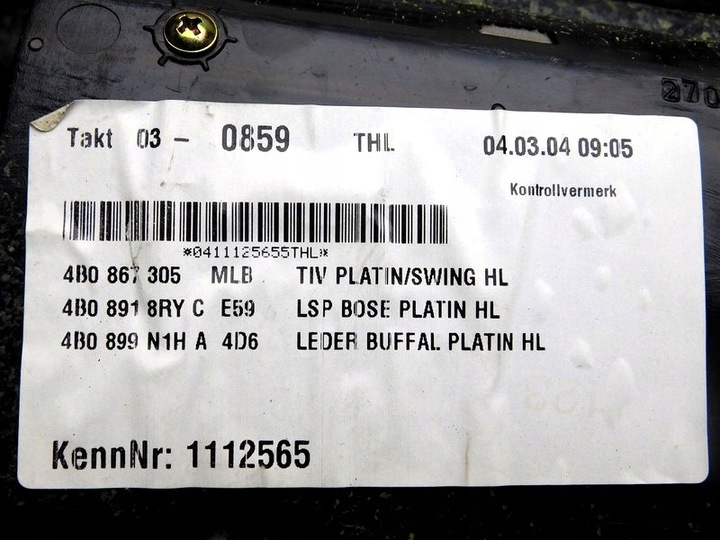 270
Takt 03 - 0859 THL 04.03.04 09:05
Kontrollvermerk
*0411125655THL*
4B0 867 305 MLB TIV PLATIN/SWING HL
4B0 891 8RY C E59 LSP BOSE PLATIN HL
4B0 899 N1H A 4D6 LEDER BUFFAL PLATIN HL
KennNr: 1112565